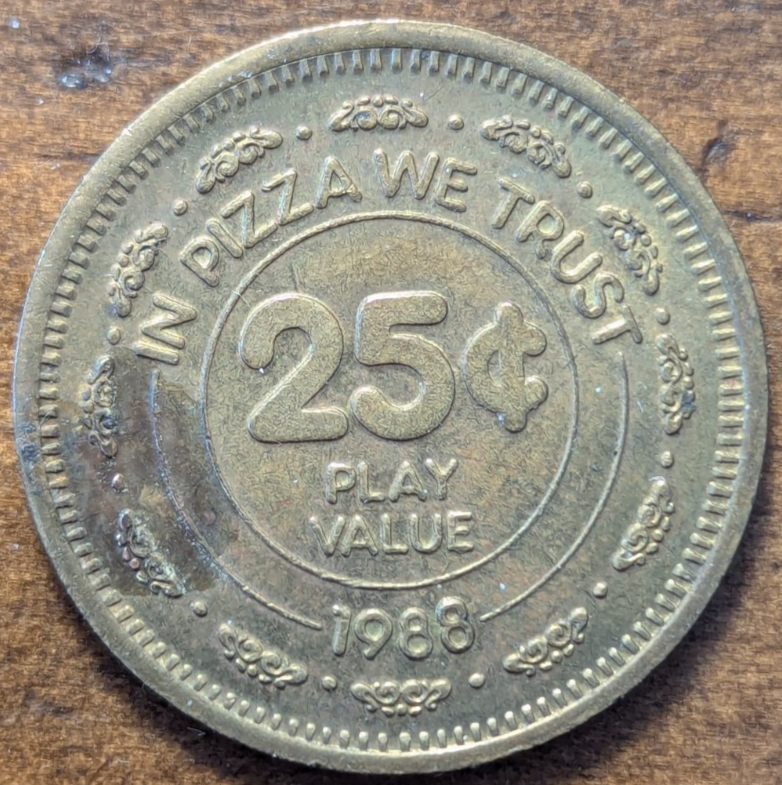 IN PIZZA WE TRUST
25¢
PLAY
VALUE
1988